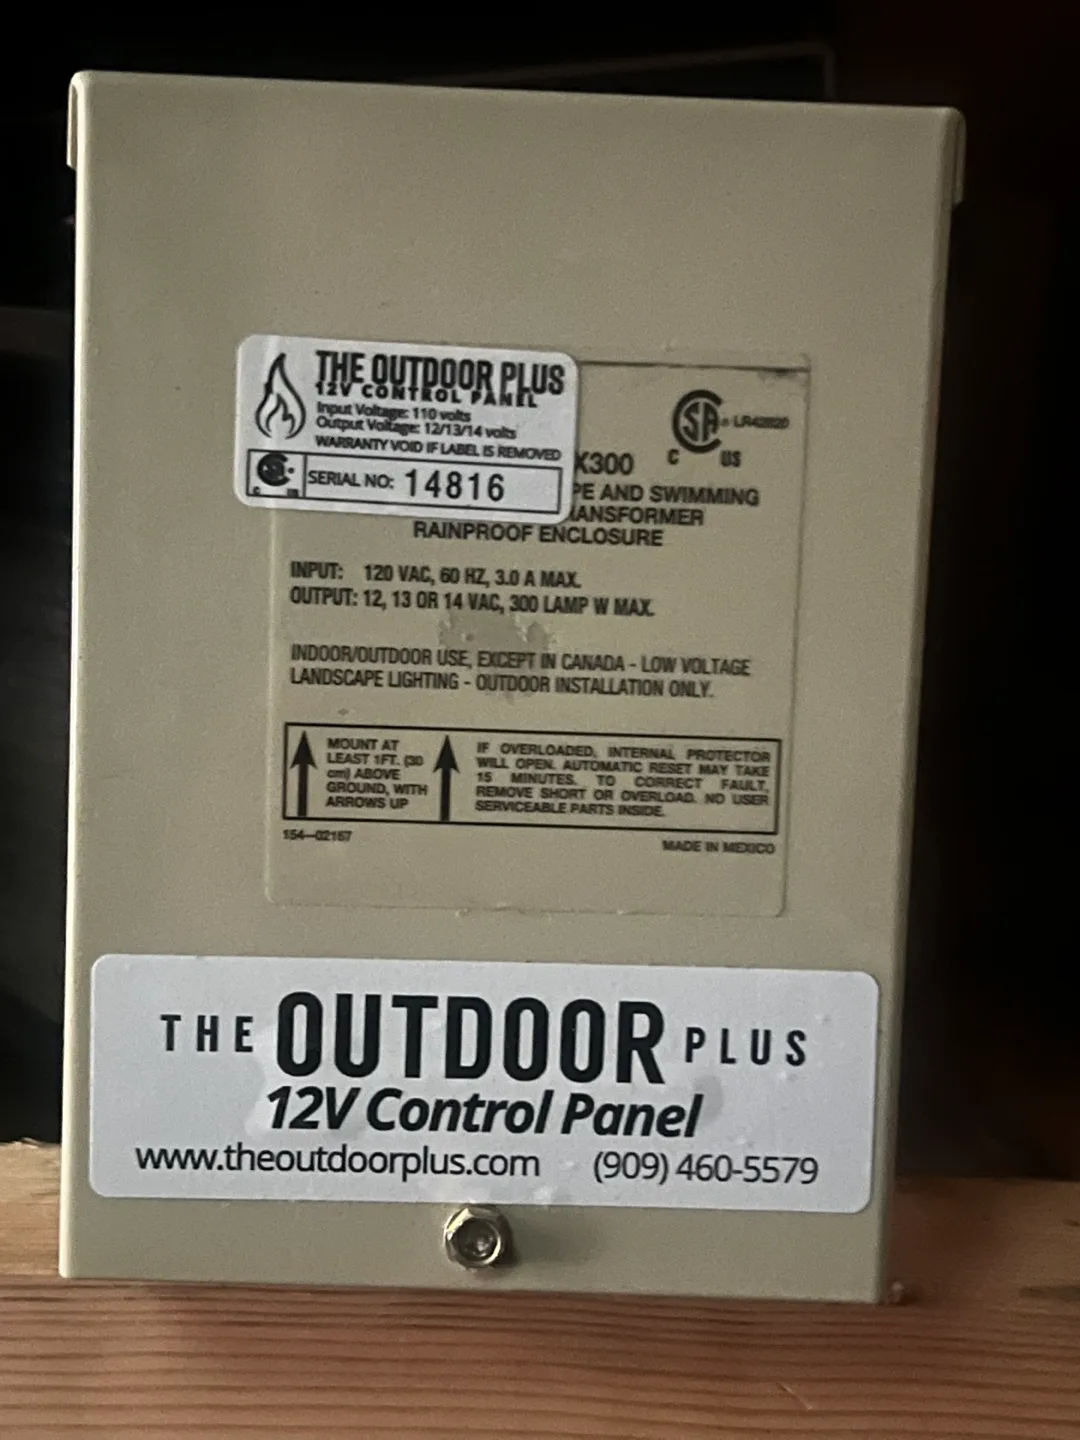 THE OUTDOOR PLUS
12V CONTROL PANEL
Input Voltage: 110 volts
Output Voltage: 12/13/14 volts
WARRANTY VOID IF LABEL IS REMOVED
SERIAL NO: 14816
C US
SA ® LR42820
C US
X300
PE AND SWIMMING
RANSFORMER
RAINPROOF ENCLOSURE
INPUT: 120 VAC, 60 HZ, 3.0 A MAX.
OUTPUT: 12, 13 OR 14 VAC, 300 LAMP W MAX.
INDOOR/OUTDOOR USE, EXCEPT IN CANADA - LOW VOLTAGE
LANDSCAPE LIGHTING - OUTDOOR INSTALLATION ONLY.
MOUNT AT
LEAST 1FT. (30
cm) ABOVE
GROUND, WITH
ARROWS UP
IF OVERLOADED, INTERNAL PROTECTOR
WILL OPEN. AUTOMATIC RESET MAY TAKE
15 MINUTES. TO CORRECT FAULT,
REMOVE SHORT OR OVERLOAD. NO USER
SERVICEABLE PARTS INSIDE.
154-02167
MADE IN MEXICO
THE OUTDOOR PLUS
12V Control Panel
www.theoutdoorplus.com (909) 460-5579